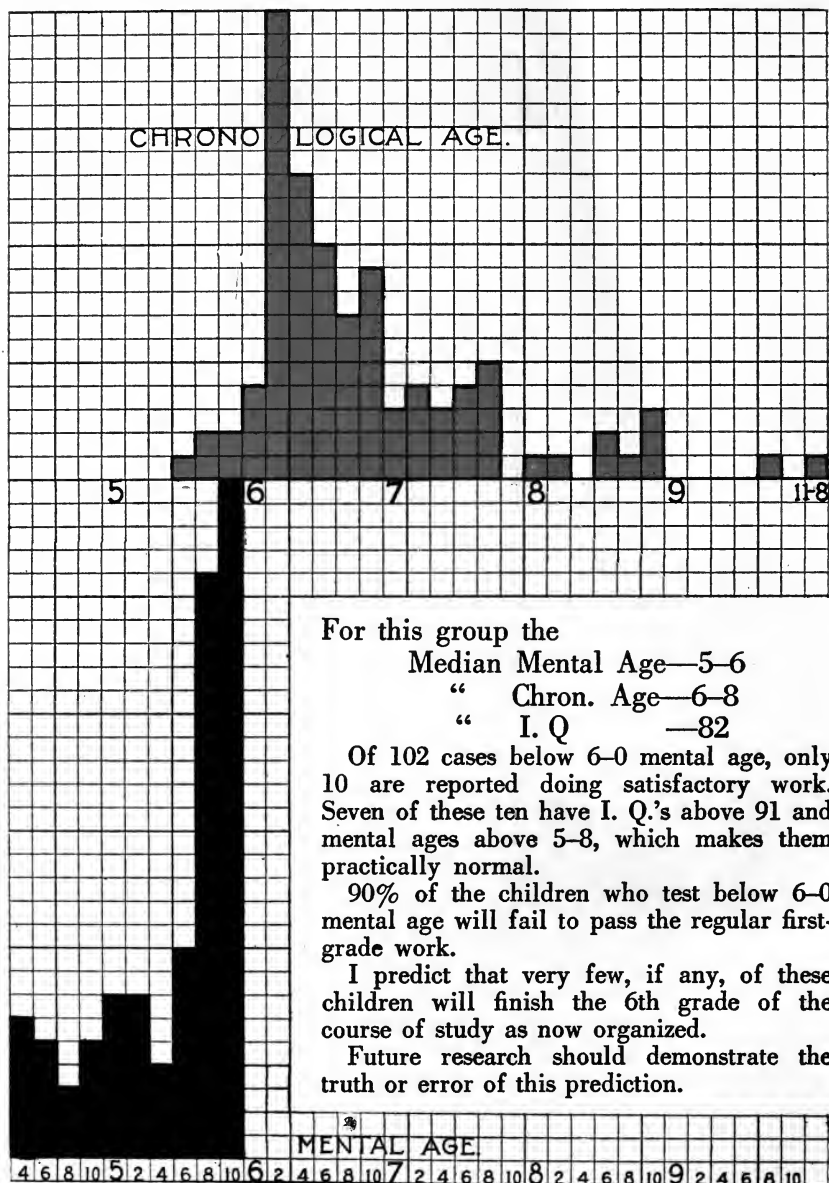 CHRONOLOGICAL AGE.
5 6 7 8 9 11-8
For this group the
Median Mental Age—5–6
“ Chron. Age—6–8
“ I. Q —82
Of 102 cases below 6–0 mental age, only
10 are reported doing satisfactory work.
Seven of these ten have I. Q.'s above 91 and
mental ages above 5–8, which makes them
practically normal.
90% of the children who test below 6–0
mental age will fail to pass the regular first-
grade work.
I predict that very few, if any, of these
children will finish the 6th grade of the
course of study as now organized.
Future research should demonstrate the
truth or error of this prediction.
MENTAL AGE.
4 6 8 10 5 2 4 6 8 10 6 2 4 6 8 10 7 2 4 6 8 10 8 2 4 6 8 10 9 2 4 6 8 10